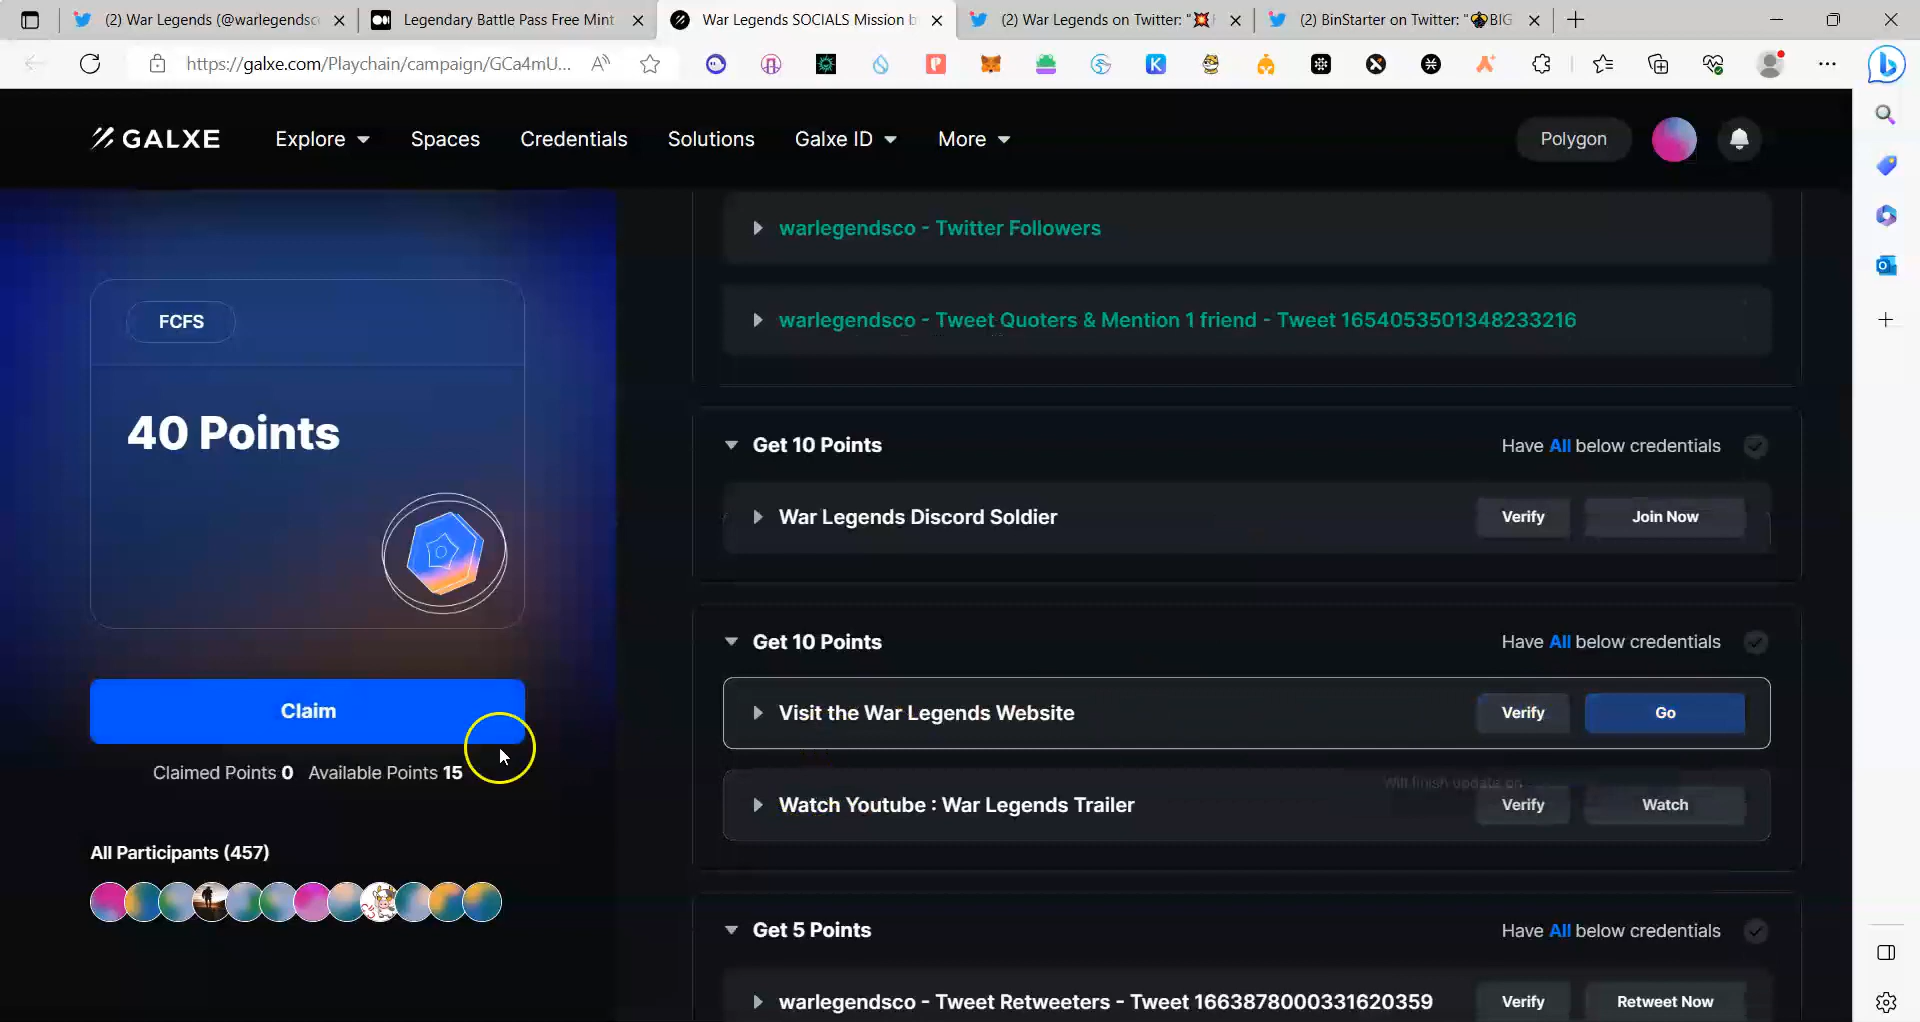 (2) War Legends (@warlegendsc
Legendary Battle Pass Free Mint
War Legends SOCIALS Mission b
(2) War Legends on Twitter: "💥
(2) BinStarter on Twitter: "BIG
https://galxe.com/Playchain/campaign/GCa4mU...
GALXE
Explore
Spaces
Credentials
Solutions
Galxe ID
More
Polygon
FCFS
40 Points
Claim
Claimed Points 0 Available Points 15
All Participants (457)
warlegendsco - Twitter Followers
warlegendsco - Tweet Quoters & Mention 1 friend - Tweet 1654053501348233216
Get 10 Points
Have All below credentials
War Legends Discord Soldier
Verify
Join Now
Get 10 Points
Have All below credentials
Visit the War Legends Website
Verify
Go
Will finish update on
Watch Youtube : War Legends Trailer
Verify
Watch
Get 5 Points
Have All below credentials
warlegendsco - Tweet Retweeters - Tweet 1663878000331620359
Verify
Retweet Now